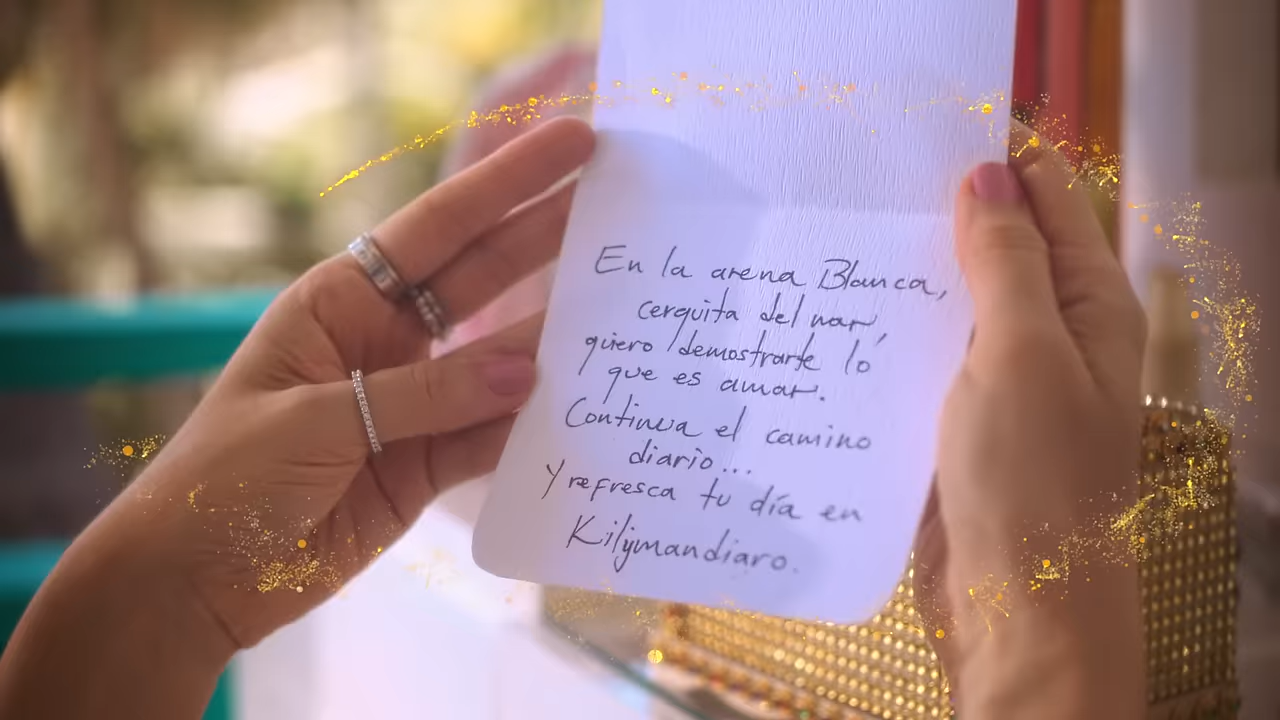 En la arena Blanca,
cerquita del mar
quiero demostrarte lo
que es amar.
Continua el camino
diario...
Y refresca tu día en
Kilymandiaro.